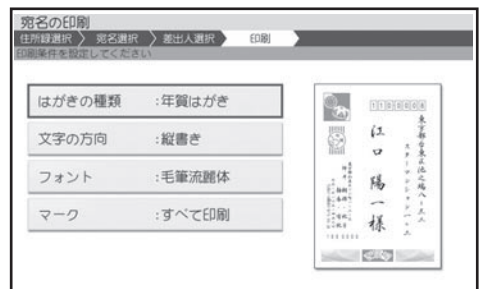 宛名の印刷
住所録選択 〉 宛名選択 〉 差出人選択 〉 印刷
印刷条件を設定してください
はがきの種類 :年賀はがき
文字の方向 :縦書き
フォント :毛筆流麗体
マーク :すべて印刷
1100008
東京都台東区池之端八-三-六
江口 陽一様